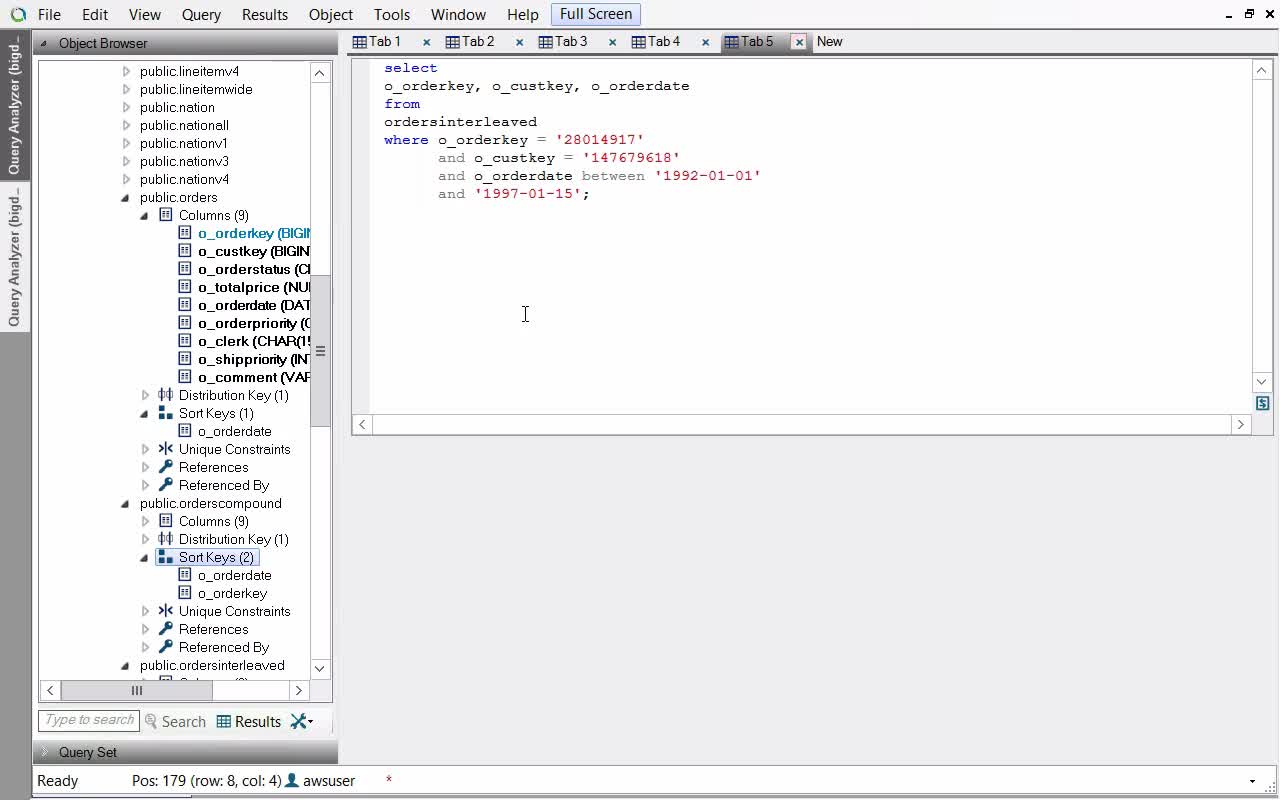 File Edit View Query Results Object Tools Window Help Full Screen
Query Analyzer (bigd...
Query Analyzer (bigd...
Object Browser
public.lineitemv4
public.lineitemwide
public.nation
public.nationall
public.nationv1
public.nationv3
public.nationv4
public.orders
Columns (9)
o_orderkey (BIGI
o_custkey (BIGIN
o_orderstatus (C
o_totalprice (NU
o_orderdate (DAT
o_orderpriority (
o_clerk (CHAR(1
o_shippriority (IN
o_comment (VAR
Distribution Key (1)
Sort Keys (1)
o_orderdate
Unique Constraints
References
Referenced By
public.orderscompound
Columns (9)
Distribution Key (1)
Sort Keys (2)
o_orderdate
o_orderkey
Unique Constraints
References
Referenced By
public.ordersinterleaved
Type to search Search Results
Query Set
Tab 1 Tab 2 Tab 3 Tab 4 Tab 5 New
select
o_orderkey, o_custkey, o_orderdate
from
ordersinterleaved
where o_orderkey = '28014917'
and o_custkey = '147679618'
and o_orderdate between '1992-01-01'
and '1997-01-15';
Ready Pos: 179 (row: 8, col: 4) awsuser *